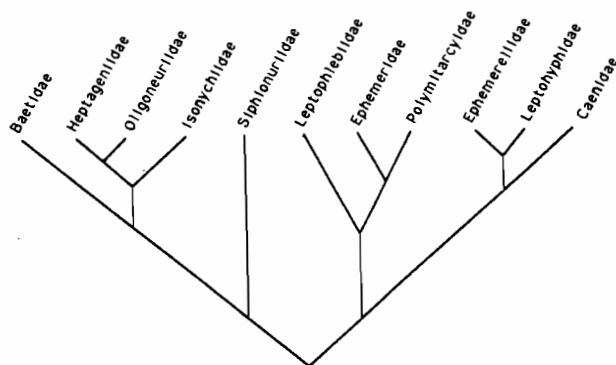 Baetidae
Heptageniidae
Oligoneuriidae
Isonychiidae
Siphlonuridae
Leptophlebiidae
Ephemeridae
Polymitarcyidae
Ephemerellidae
Leptohyphidae
Caenidae